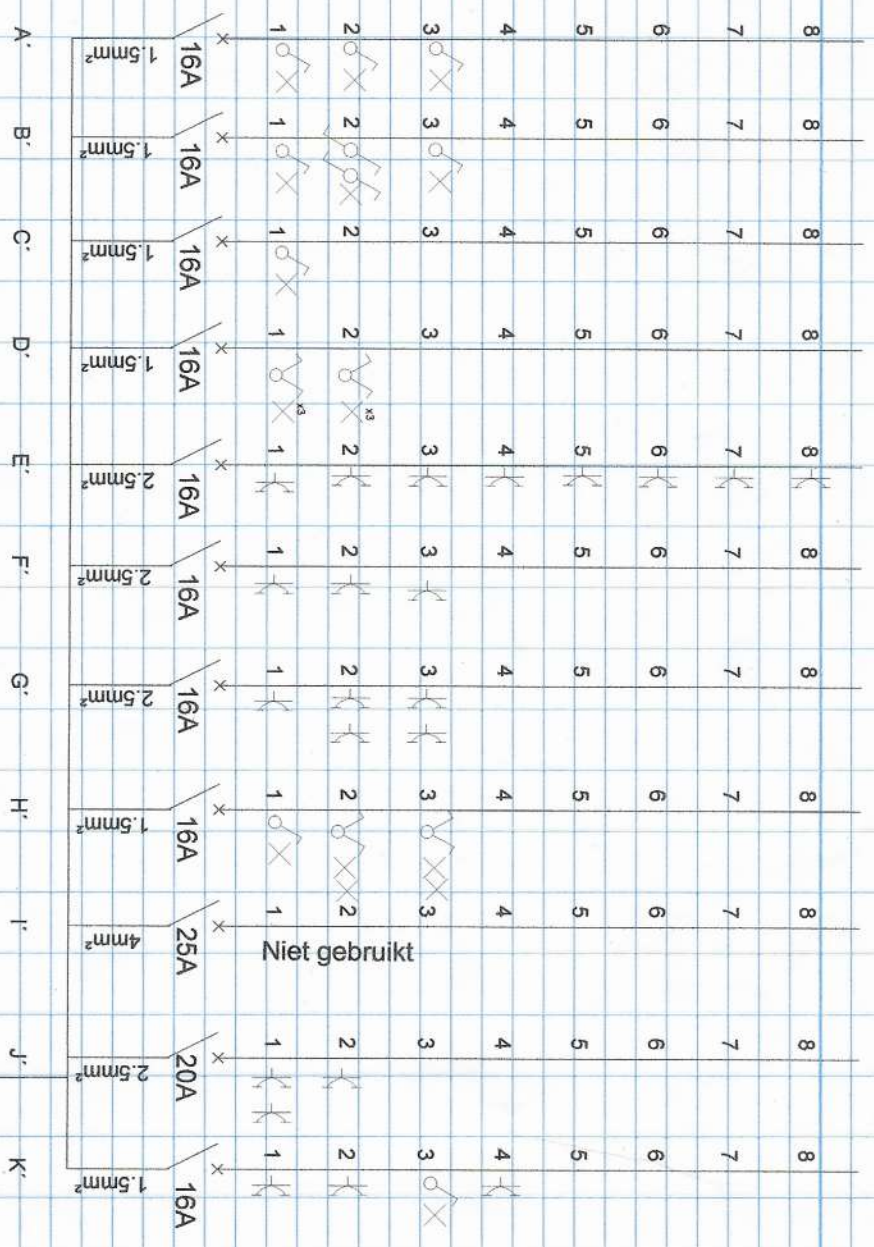 A' 1.5mm² 16A 1 2 3 4 5 6 7 8
B' 1.5mm² 16A 1 2 3 4 5 6 7 8
C' 1.5mm² 16A 1 2 3 4 5 6 7 8
D' 1.5mm² 16A 1 x3 2 x3 3 4 5 6 7 8
E' 2.5mm² 16A 1 2 3 4 5 6 7 8
F' 2.5mm² 16A 1 2 3 4 5 6 7 8
G' 2.5mm² 16A 1 2 3 4 5 6 7 8
H' 1.5mm² 16A 1 2 3 4 5 6 7 8
I' 4mm² 25A 1 2 3 4 5 6 7 8
Niet gebruikt
J' 2.5mm² 20A 1 2 3 4 5 6 7 8
K' 1.5mm² 16A 1 2 3 4 5 6 7 8